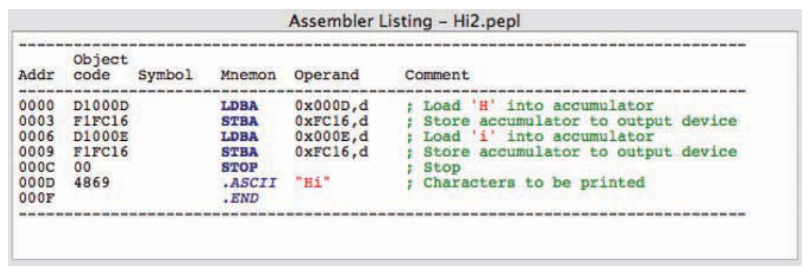 Assembler Listing – Hi2.pepl
-------------------------------------------------------------------------------
Object
Addr code Symbol Mnemon Operand Comment
-------------------------------------------------------------------------------
0000 D1000D LDBA 0x000D,d ; Load 'H' into accumulator
0003 F1FC16 STBA 0xFC16,d ; Store accumulator to output device
0006 D1000E LDBA 0x000E,d ; Load 'i' into accumulator
0009 F1FC16 STBA 0xFC16,d ; Store accumulator to output device
000C 00 STOP ; Stop
000D 4869 .ASCII "Hi" ; Characters to be printed
000F .END
-------------------------------------------------------------------------------